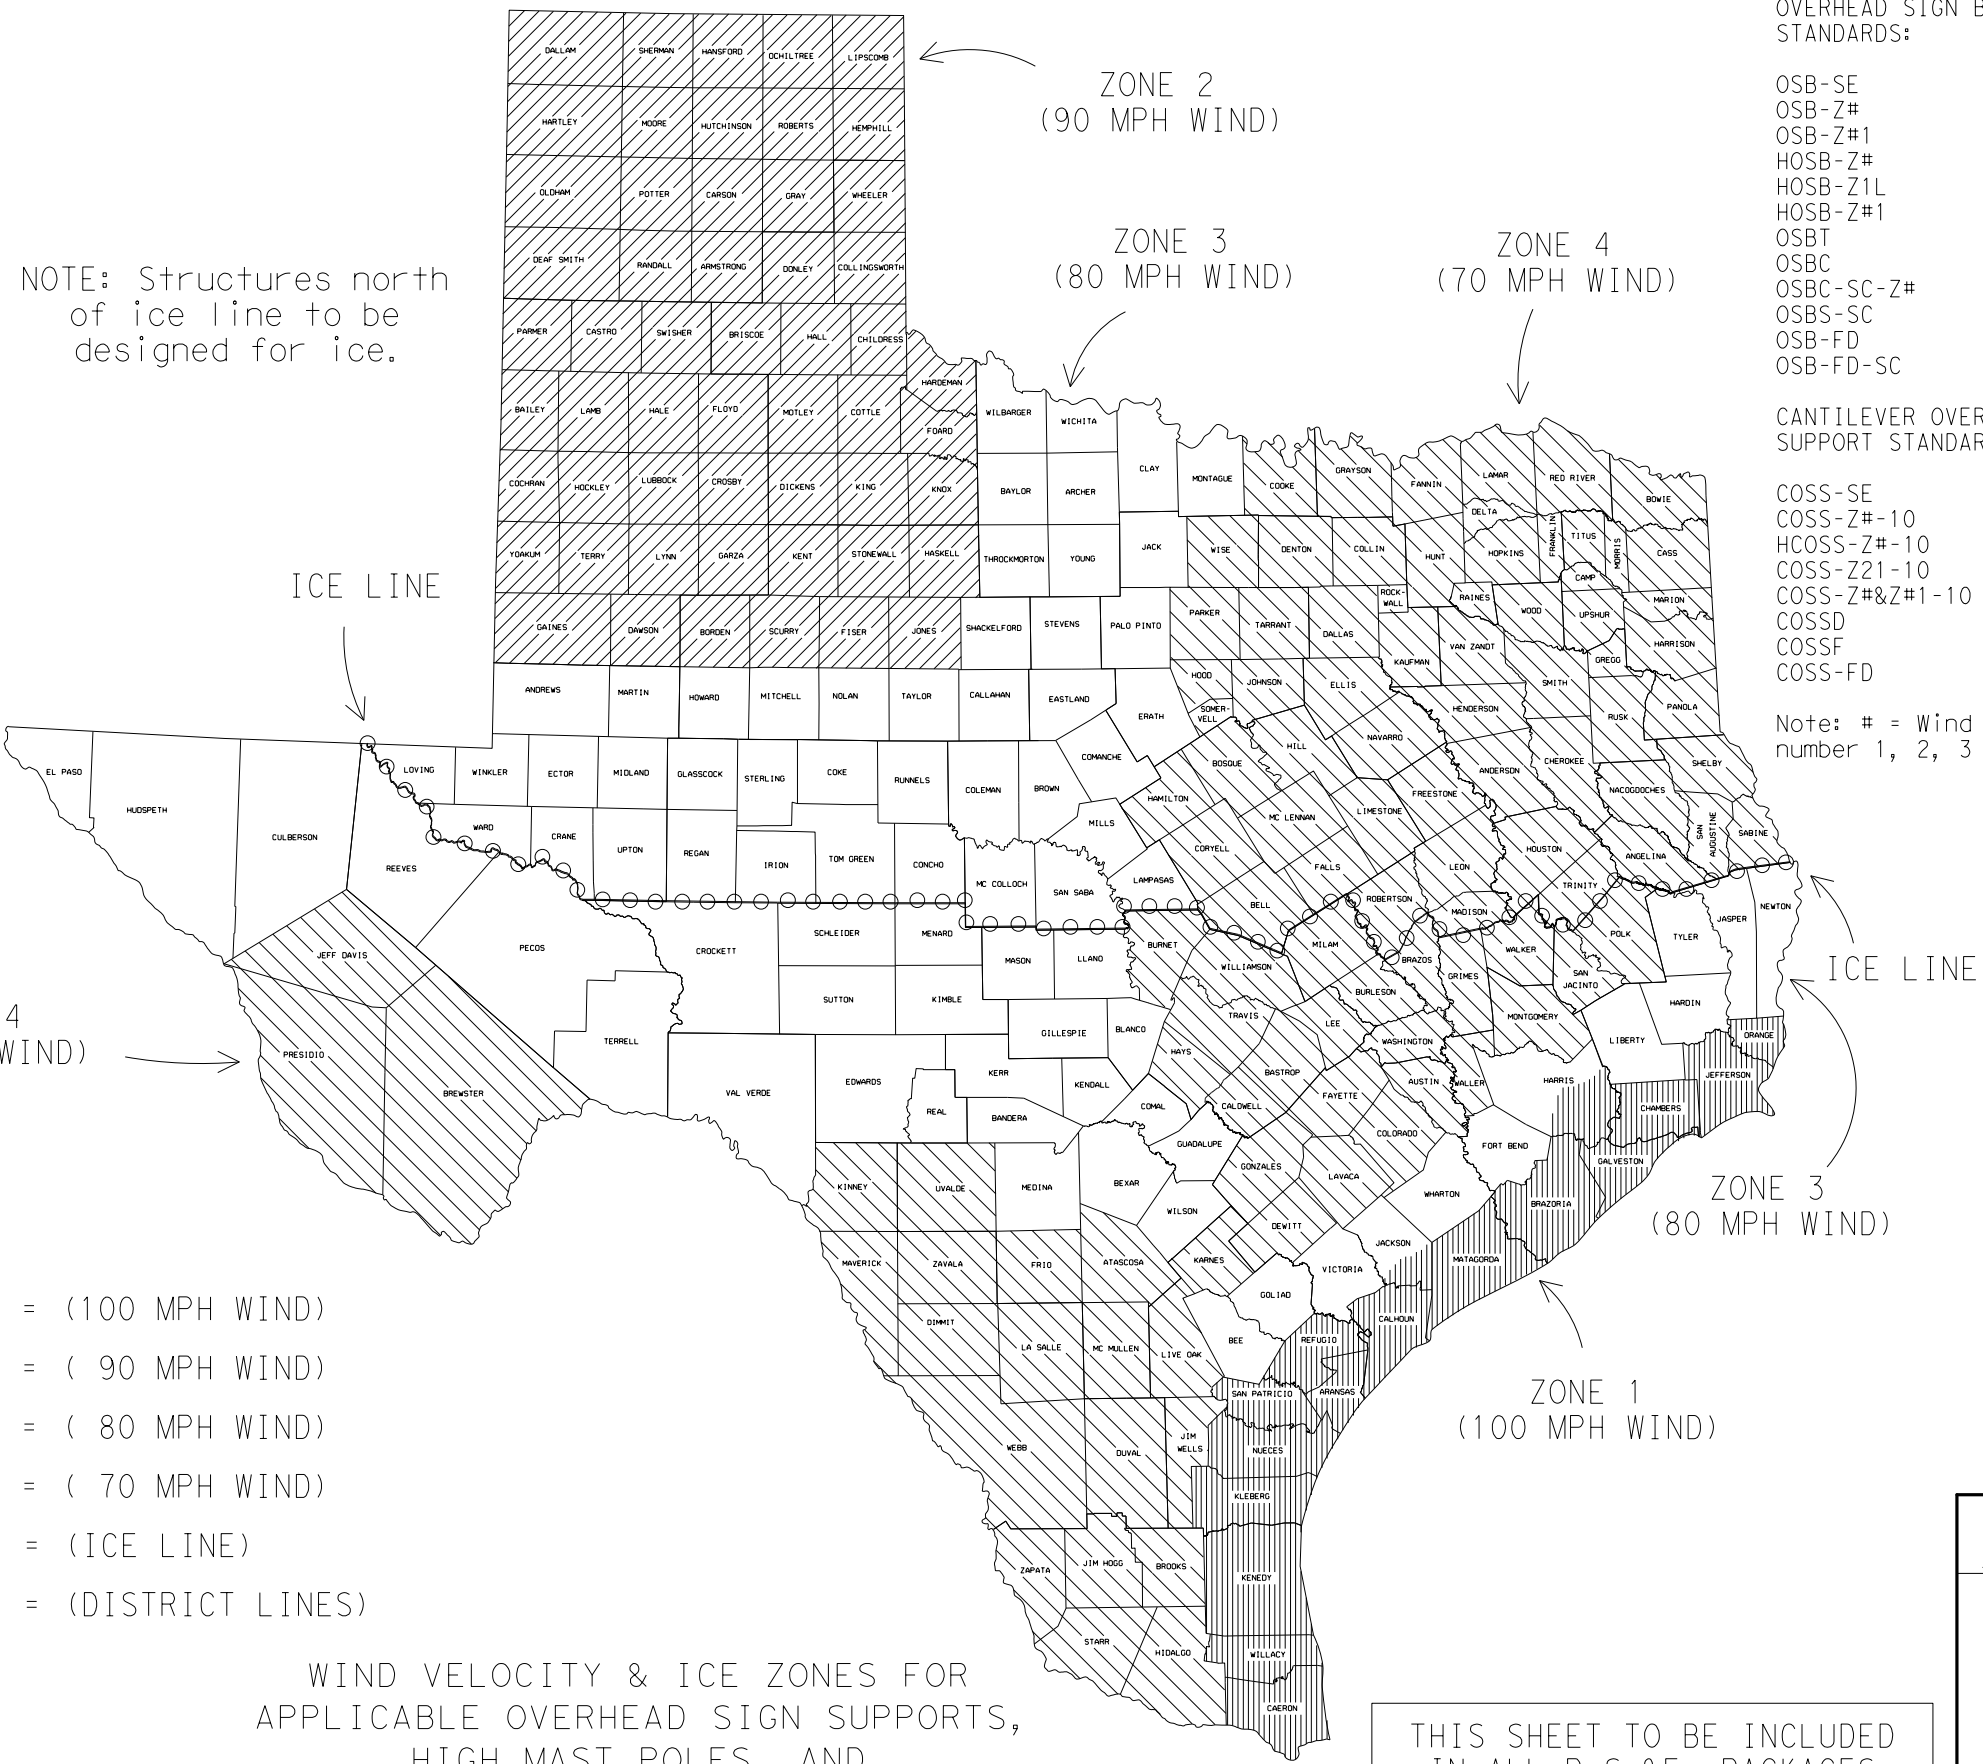 OVERHEAD SIGN B
STANDARDS:
OSB-SE
OSB-Z#
OSB-Z#1
HOSB-Z#
HOSB-Z1L
HOSB-Z#1
OSBT
OSBC
OSBC-SC-Z#
OSBS-SC
OSB-FD
OSB-FD-SC
CANTILEVER OVER
SUPPORT STANDAR
COSS-SE
COSS-Z#-10
HCOSS-Z#-10
COSS-Z21-10
COSS-Z#&Z#1-10
COSSD
COSSF
COSS-FD
Note: # = Wind
number 1, 2, 3
ZONE 2
(90 MPH WIND)
ZONE 3
(80 MPH WIND)
ZONE 4
(70 MPH WIND)
NOTE: Structures north
of ice line to be
designed for ice.
ICE LINE
DALLAM SHERMAN HANSFORD OCHILTREE LIPSCOMB
HARTLEY MOORE HUTCHINSON ROBERTS HEMPHILL
OLDHAM POTTER CARSON GRAY WHEELER
DEAF SMITH RANDALL ARMSTRONG DONLEY COLLINGSWORTH
PARMER CASTRO SWISHER BRISCOE HALL CHILDRESS
HARDEMAN
BAILEY LAMB HALE FLOYD MOTLEY COTTLE FOARD WILBARGER WICHITA
COCHRAN HOCKLEY LUBBOCK CROSBY DICKENS KING KNOX BAYLOR ARCHER CLAY MONTAGUE COOKE GRAYSON FANNIN LAMAR RED RIVER BOWIE
DELTA
YOAKUM TERRY LYNN GARZA KENT STONEWALL HASKELL THROCKMORTON YOUNG JACK WISE DENTON COLLIN HUNT HOPKINS FRANKLIN TITUS MORRIS CASS
CAMP
GAINES DAWSON BORDEN SCURRY FISER JONES SHACKELFORD STEVENS PALO PINTO PARKER TARRANT DALLAS ROCK-
WALL
RAINES WOOD UPSHUR MARION
KAUFMAN VAN ZANDT GREGG HARRISON
ANDREWS MARTIN HOWARD MITCHELL NOLAN TAYLOR CALLAHAN EASTLAND ERATH HOOD JOHNSON ELLIS HENDERSON SMITH RUSK PANOLA
SOMER-
VELL
EL PASO HUDSPETH CULBERSON REEVES LOVING WINKLER ECTOR MIDLAND GLASSCOCK STERLING COKE RUNNELS COLEMAN BROWN COMANCHE BOSQUE HILL NAVARRO ANDERSON CHEROKEE SHELBY
HAMILTON MC LENNAN LIMESTONE FREESTONE NACOGDOCHES
WARD CRANE UPTON REGAN IRION TOM GREEN CONCHO MILLS CORYELL FALLS LEON HOUSTON ANGELINA SAN
AUGUSTINE
SABINE
MC COLLOCH SAN SABA LAMPASAS BELL ROBERTSON MADISON TRINITY JASPER NEWTON
PECOS CROCKETT SCHLEIDER MENARD MASON LLANO BURNET MILAM BRAZOS WALKER POLK TYLER
JEFF DAVIS WILLIAMSON GRIMES SAN
JACINTO
SUTTON KIMBLE BURLESON HARDIN
TERRELL GILLESPIE BLANCO TRAVIS LEE MONTGOMERY LIBERTY ORANGE
PRESIDIO BREWSTER VAL VERDE EDWARDS KERR KENDALL HAYS BASTROP WASHINGTON AUSTIN WALLER HARRIS JEFFERSON
REAL BANDERA COMAL CALDWELL FAYETTE CHAMBERS
GUADALUPE COLORADO FORT BEND GALVESTON
KINNEY UVALDE MEDINA BEXAR WILSON GONZALES LAVACA WHARTON BRAZORIA
MAVERICK ZAVALA FRIO ATASCOSA KARNES DEWITT JACKSON MATAGORDA
VICTORIA GOLIAD
DIMMIT LA SALLE MC MULLEN LIVE OAK BEE REFUGIO CALHOUN
SAN PATRICIO ARANSAS
WEBB DUVAL JIM
WELLS
NUECES
KLEBERG
ZAPATA JIM HOGG BROOKS KENEDY
STARR HIDALGO WILLACY
CAERON
ICE LINE
4
WIND)
ZONE 3
(80 MPH WIND)
ZONE 1
(100 MPH WIND)
= (100 MPH WIND)
= ( 90 MPH WIND)
= ( 80 MPH WIND)
= ( 70 MPH WIND)
= (ICE LINE)
= (DISTRICT LINES)
WIND VELOCITY & ICE ZONES FOR
APPLICABLE OVERHEAD SIGN SUPPORTS,
HIGH MAST POLES, AND
THIS SHEET TO BE INCLUDED